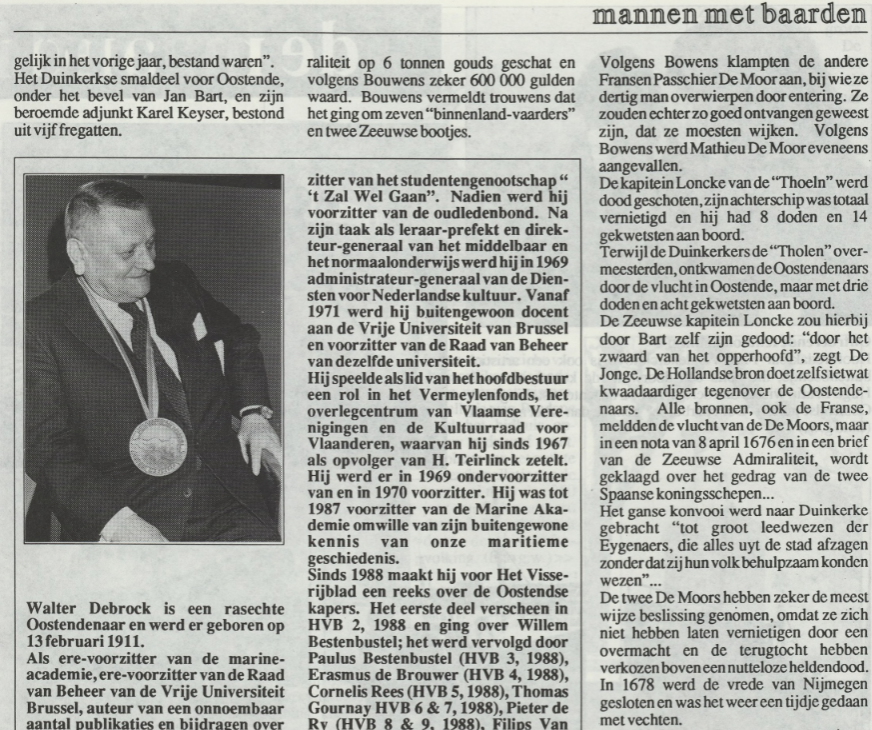 mannen met baarden
gelijk in het vorige jaar, bestand waren”.
Het Duinkerkse smaldeel voor Oostende,
onder het bevel van Jan Bart, en zijn
beroemde adjunkt Karel Keyser, bestond
uit vijf fregatten.
raliteit op 6 tonnen gouds geschat en
volgens Bouwens zeker 600 000 gulden
waard. Bouwens vermeldt trouwens dat
het ging om zeven “binnenland-vaarders”
en twee Zeeuwse bootjes.
Walter Debrock is een rasechte
Oostendenaar en werd er geboren op
13 februari 1911.
Als ere-voorzitter van de marine-
academie, ere-voorzitter van de Raad
van Beheer van de Vrije Universiteit
Brussel, auteur van een onnoembaar
aantal publikaties en bijdragen over
zitter van het studentengenootschap “
‘t Zal Wel Gaan”. Nadien werd hij
voorzitter van de oudledenbond. Na
zijn taak als leraar-prefekt en direk-
teur-generaal van het middelbaar en
het normaalonderwijs werd hij in 1969
administrateur-generaal van de Dien-
sten voor Nederlandse kultuur. Vanaf
1971 werd hij buitengewoon docent
aan de Vrije Universiteit van Brussel
en voorzitter van de Raad van Beheer
van dezelfde universiteit.
Hij speelde als lid van het hoofdbestuur
een rol in het Vermeylenfonds, het
overlegcentrum van Vlaamse Vere-
nigingen en de Kultuurraad voor
Vlaanderen, waarvan hij sinds 1967
als opvolger van H. Teirlinck zetelt.
Hij werd er in 1969 ondervoorzitter
van en in 1970 voorzitter. Hij was tot
1987 voorzitter van de Marine Aka-
demie omwille van zijn buitengewone
kennis van onze maritieme
geschiedenis.
Sinds 1988 maakt hij voor Het Visse-
rijblad een reeks over de Oostendse
kapers. Het eerste deel verscheen in
HVB 2, 1988 en ging over Willem
Bestenbustel; het werd vervolgd door
Paulus Bestenbustel (HVB 3, 1988),
Erasmus de Brouwer (HVB 4, 1988),
Cornelis Rees (HVB 5, 1988), Thomas
Gournay HVB 6 & 7, 1988), Pieter de
Ry (HVB 8 & 9, 1988), Filips Van
Volgens Bowens klampten de andere
Fransen Passchier De Moor aan, bij wie ze
dertig man overwierpen door entering. Ze
zouden echter zo goed ontvangen geweest
zijn, dat ze moesten wijken. Volgens
Bowens werd Mathieu De Moor eveneens
aangevallen.
De kapitein Loncke van de “Thoeln” werd
dood geschoten, zijn achterschip was totaal
vernietigd en hij had 8 doden en 14
gekwetsten aan boord.
Terwijl de Duinkerkers de “Tholen” over-
meesterden, ontkwamen de Oostendenaars
door de vlucht in Oostende, maar met drie
doden en acht gekwetsten aan boord.
De Zeeuwse kapitein Loncke zou hierbij
door Bart zelf zijn gedood: “door het
zwaard van het opperhoofd”, zegt De
Jonge. De Hollandse bron doet zelfs ietwat
kwaadaardiger tegenover de Oostende-
naars. Alle bronnen, ook de Franse,
meldden de vlucht van de De Moors, maar
in een nota van 8 april 1676 en in een brief
van de Zeeuwse Admiraliteit, wordt
geklaagd over het gedrag van de twee
Spaanse koningsschepen...
Het ganse konvooi werd naar Duinkerke
gebracht “tot groot leedwezen der
Eygenaers, die alles uyt de stad afzagen
zonder dat zij hun volk behulpzaam konden
wezen”...
De twee De Moors hebben zeker de meest
wijze beslissing genomen, omdat ze zich
niet hebben laten vernietigen door een
overmacht en de terugtocht hebben
verkozen boven een nutteloze heldendood.
In 1678 werd de vrede van Nijmegen
gesloten en was het weer een tijdje gedaan
met vechten.